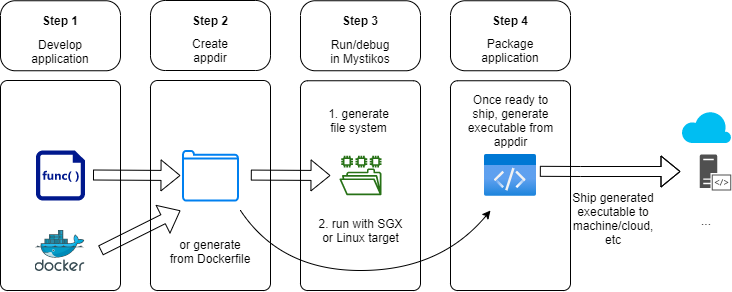 Step 1
Develop
application
Step 2
Create
appdir
Step 3
Run/debug
in Mystikos
Step 4
Package
application
func( )
docker
or generate
from Dockerfile
1. generate
file system
2. run with SGX
or Linux target
Once ready to
ship, generate
executable from
appdir
</>
Ship generated
executable to
machine/cloud,
etc
</>
...